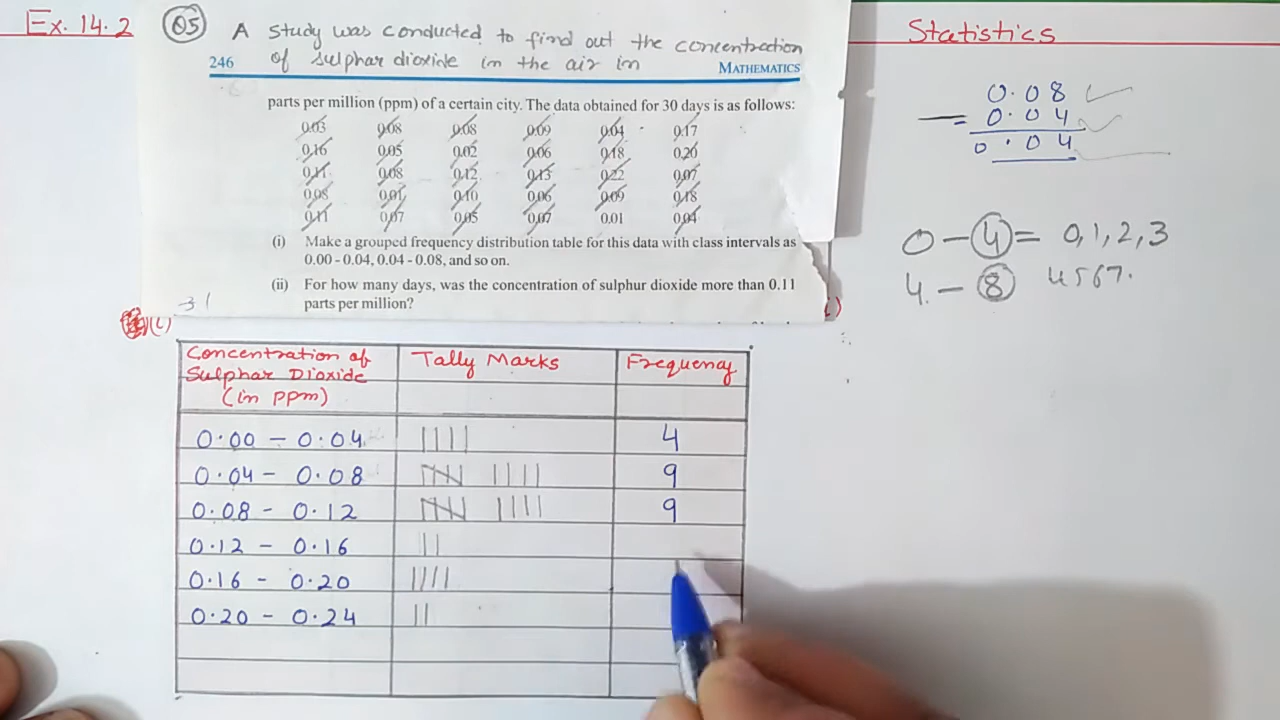 Ex. 14.2
Q5 A study was conducted to find out the concentration
of sulphar dioxide in the air in
246 MATHEMATICS
parts per million (ppm) of a certain city. The data obtained for 30 days is as follows:
0.03 0.08 0.08 0.09 0.04 0.17
0.16 0.05 0.02 0.06 0.18 0.20
0.11 0.08 0.12 0.13 0.22 0.07
0.08 0.01 0.10 0.06 0.09 0.18
0.11 0.07 0.05 0.07 0.01 0.04
(i) Make a grouped frequency distribution table for this data with class intervals as
0.00 - 0.04, 0.04 - 0.08, and so on.
(ii) For how many days, was the concentration of sulphur dioxide more than 0.11
parts per million?
31
(i)
Statistics
0.08
- 0.04
= 0.04
0 - 4 = 0,1,2,3
4 - 8 4567.
Concentration of Sulphar Dioxide (in ppm) Tally Marks Frequency
0.00 - 0.04 |||| 4
0.04 - 0.08 |||| |||| 9
0.08 - 0.12 |||| |||| 9
0.12 - 0.16 ||
0.16 - 0.20 ||||
0.20 - 0.24 ||